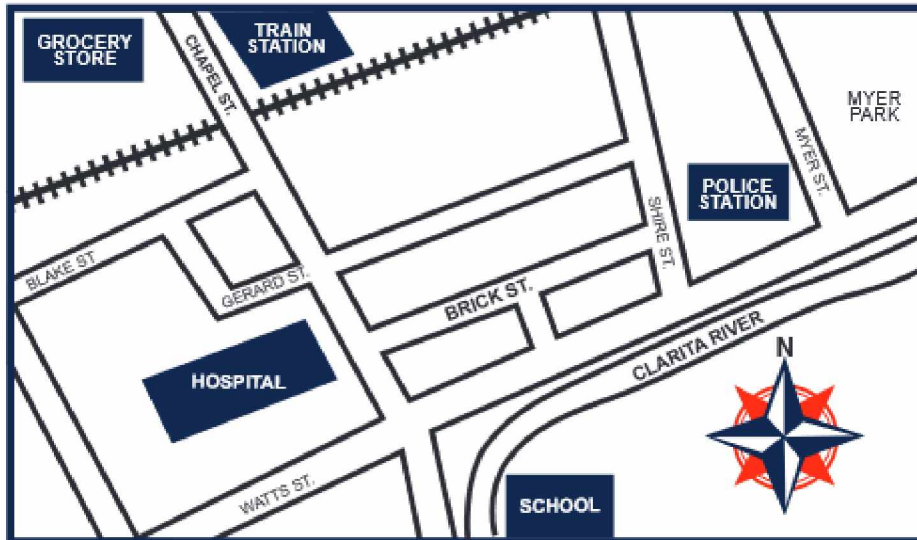 GROCERY
STORE
TRAIN
STATION
CHAPEL ST.
MYER
PARK
MYER ST.
POLICE
STATION
SHIRE ST.
BLAKE ST.
GERARD ST.
BRICK ST.
CLARITA RIVER
N
HOSPITAL
WATTS ST.
SCHOOL